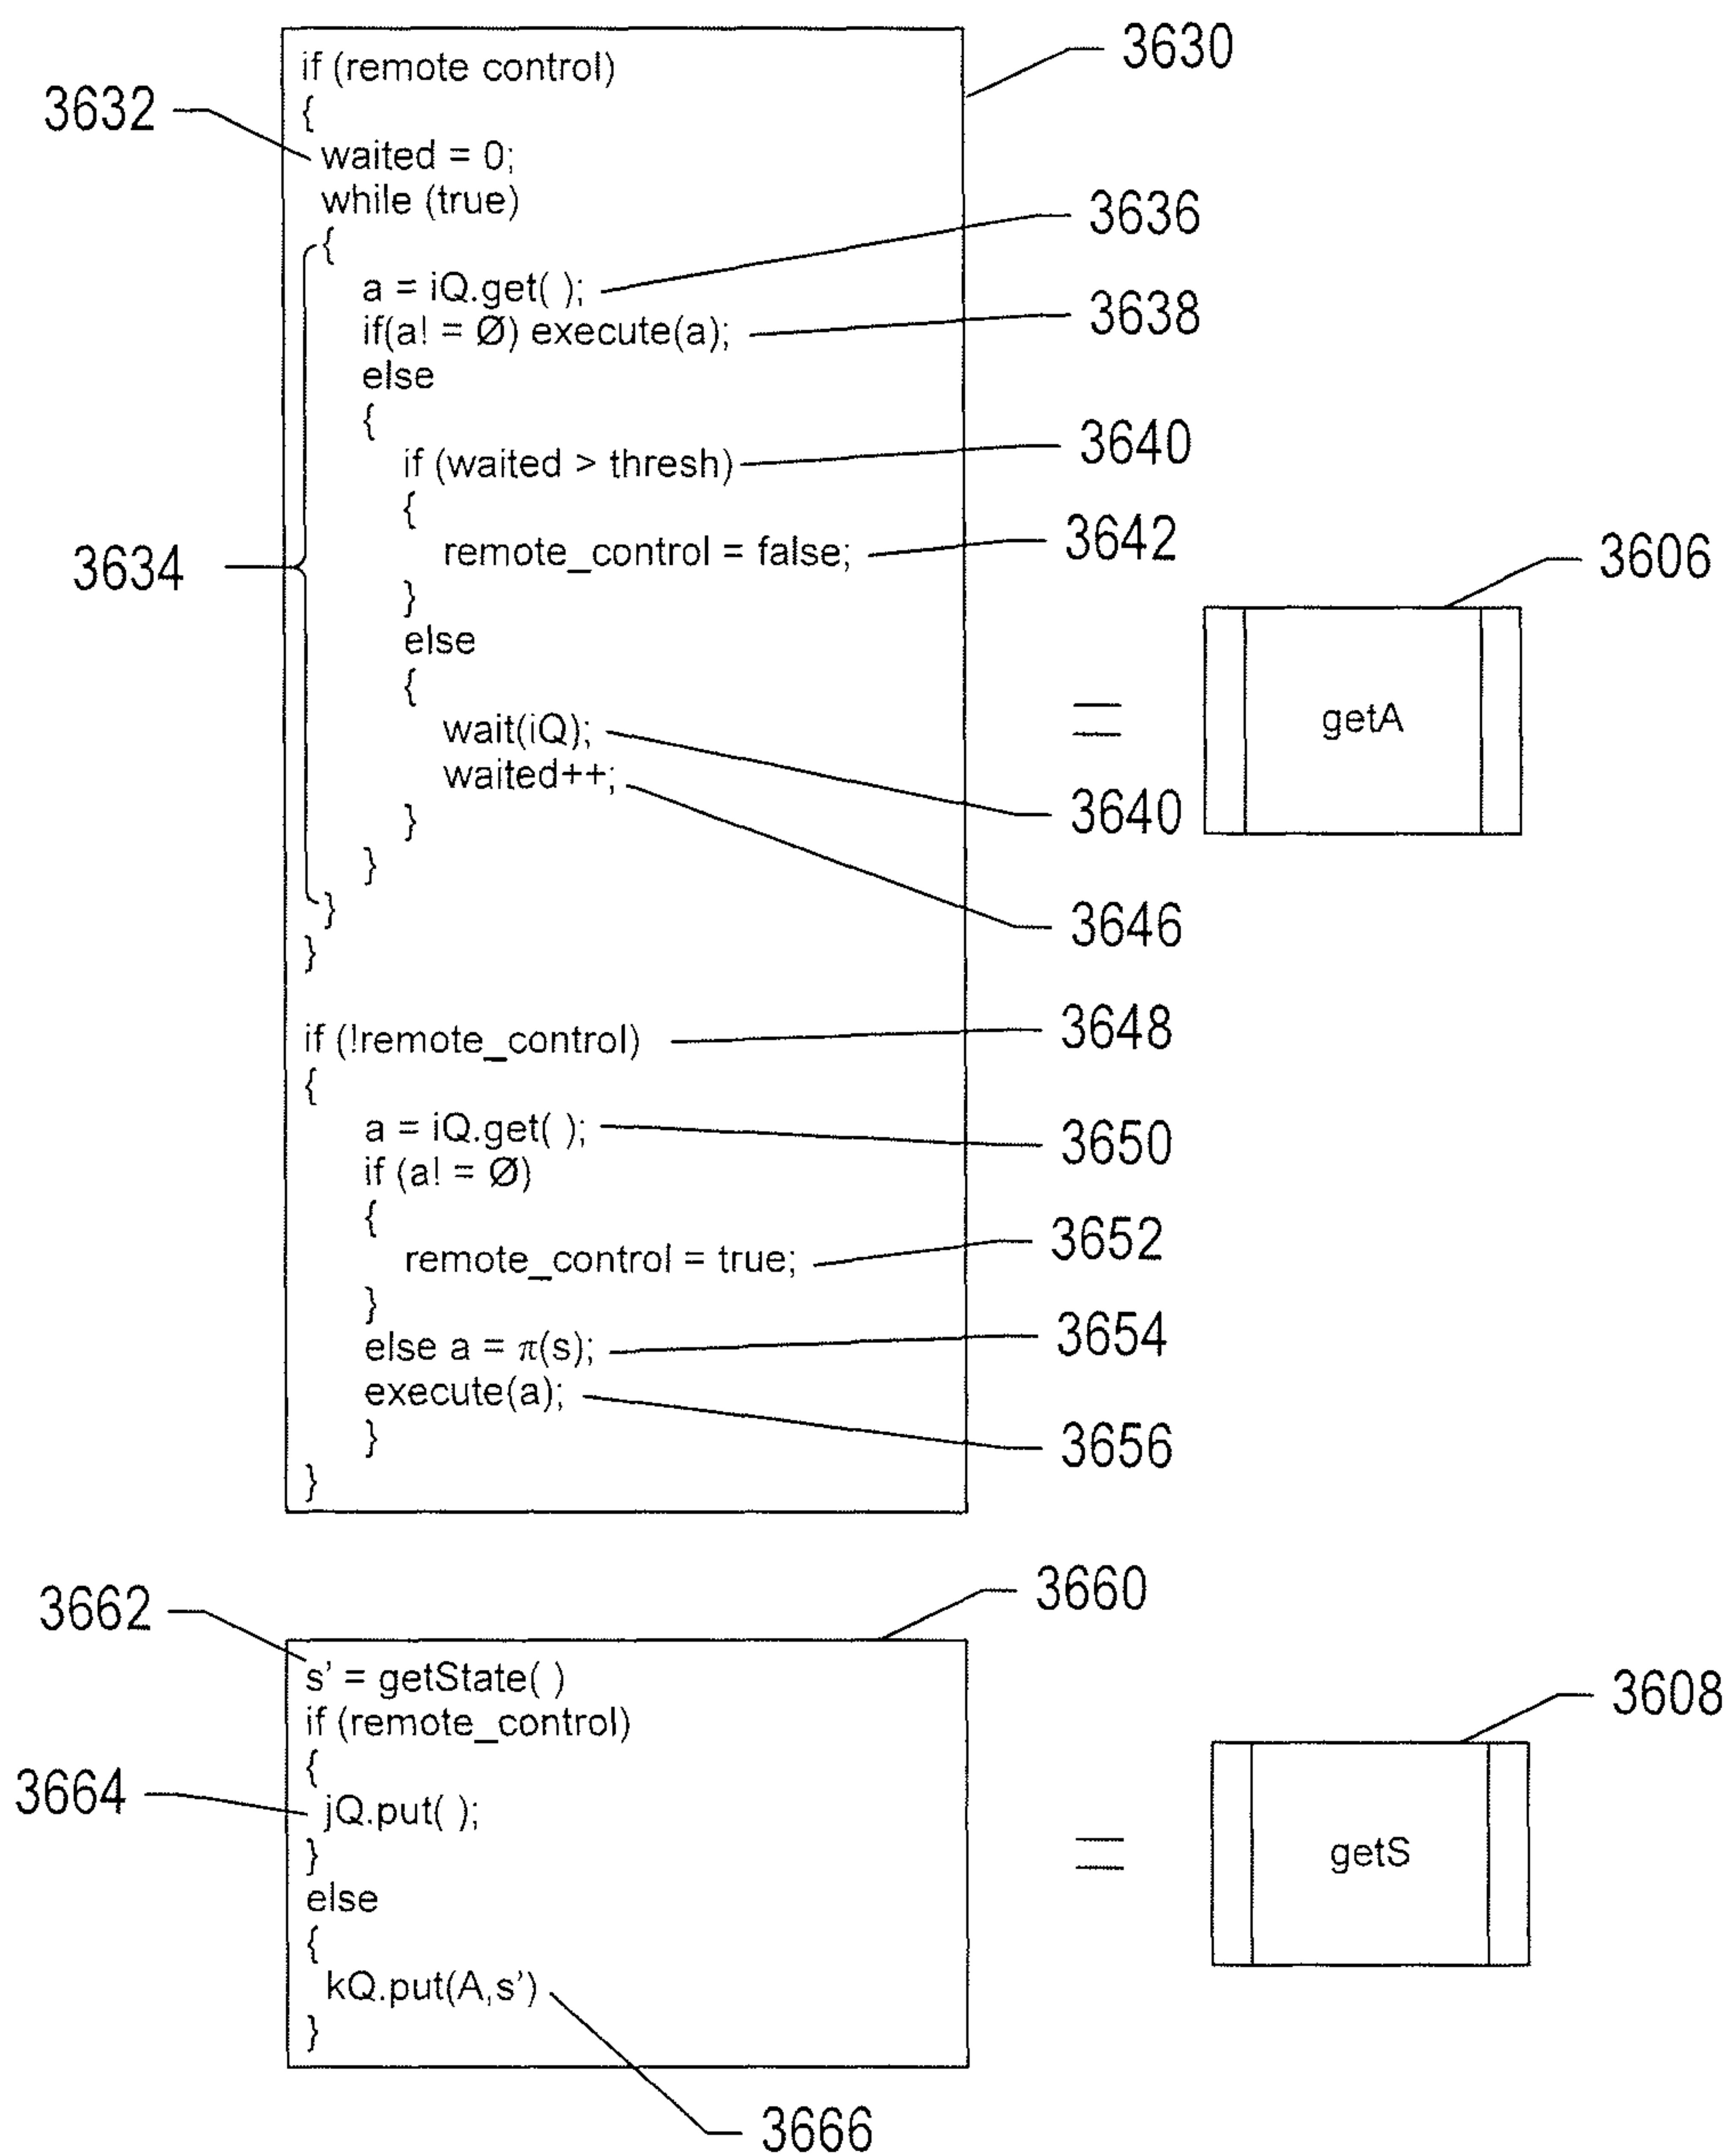 3630
if (remote control)
{
3632
waited = 0;
while (true)
{
3636
a = iQ.get( );
3638
if(a! = Ø) execute(a);
else
{
3640
if (waited > thresh)
{
3642
remote_control = false;
3634
3606
}
else
{
wait(iQ);
= getA
waited++;
3640
}
}
3646
}
}
if (!remote_control)
3648
{
a = iQ.get( );
3650
if (a! = Ø)
{
3652
remote_control = true;
}
3654
else a = π(s);
execute(a);
3656
}
}
3662
3660
s’ = getState( )
3608
if (remote_control)
{
3664
jQ.put( );
}
= getS
else
{
kQ.put(A,s’)
}
3666